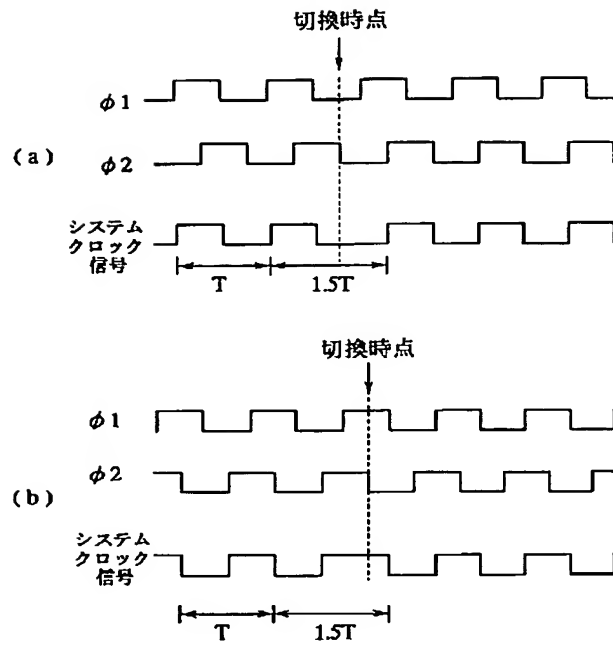 切換時点
φ1
(a)
φ2
システム
クロック
信号
T
1.5T
切換時点
φ1
φ2
(b)
システム
クロック
信号
T
1.5T